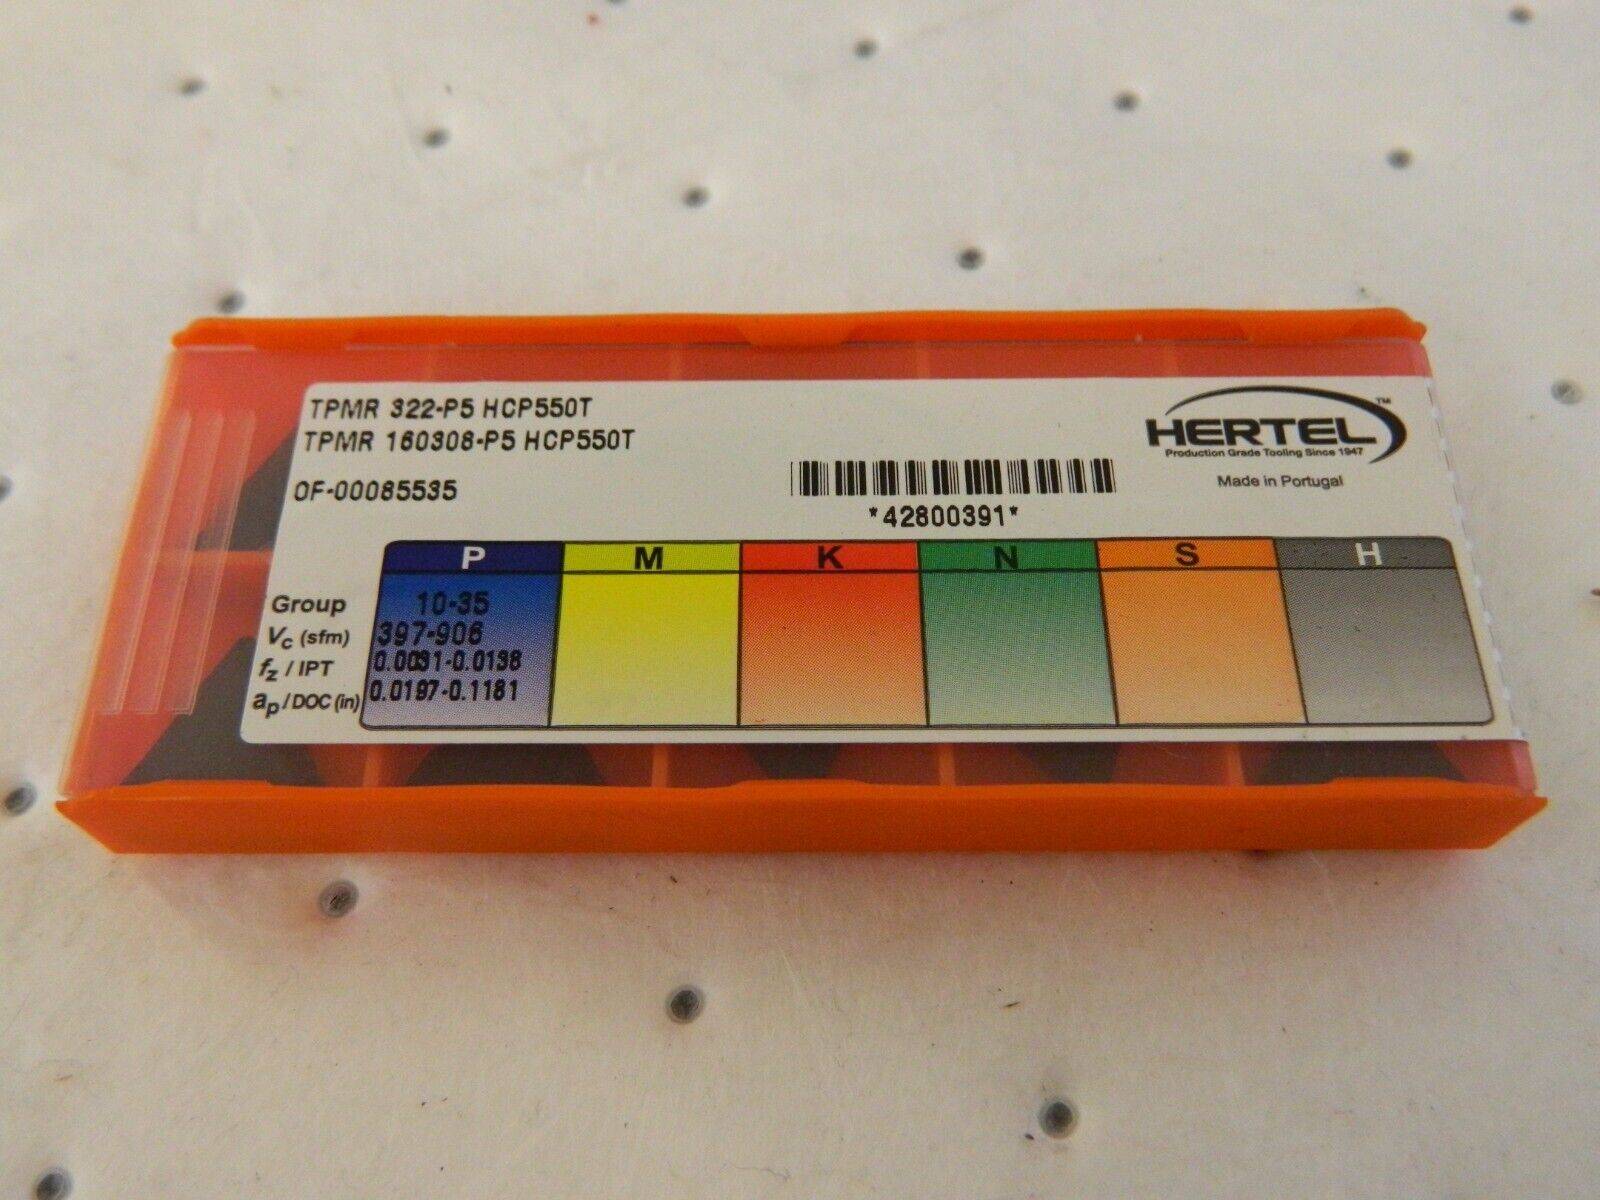 TPMR 322-P5 HCP550T
TPMR 160308-P5 HCP550T
OF-00085535
HERTEL™
Production Grade Tooling Since 1947
Made in Portugal
*42800391*
P M K N S H
Group 10-35
Vc (sfm) 397-906
fz / IPT 0.0031-0.0138
ap / DOC (in) 0.0197-0.1181